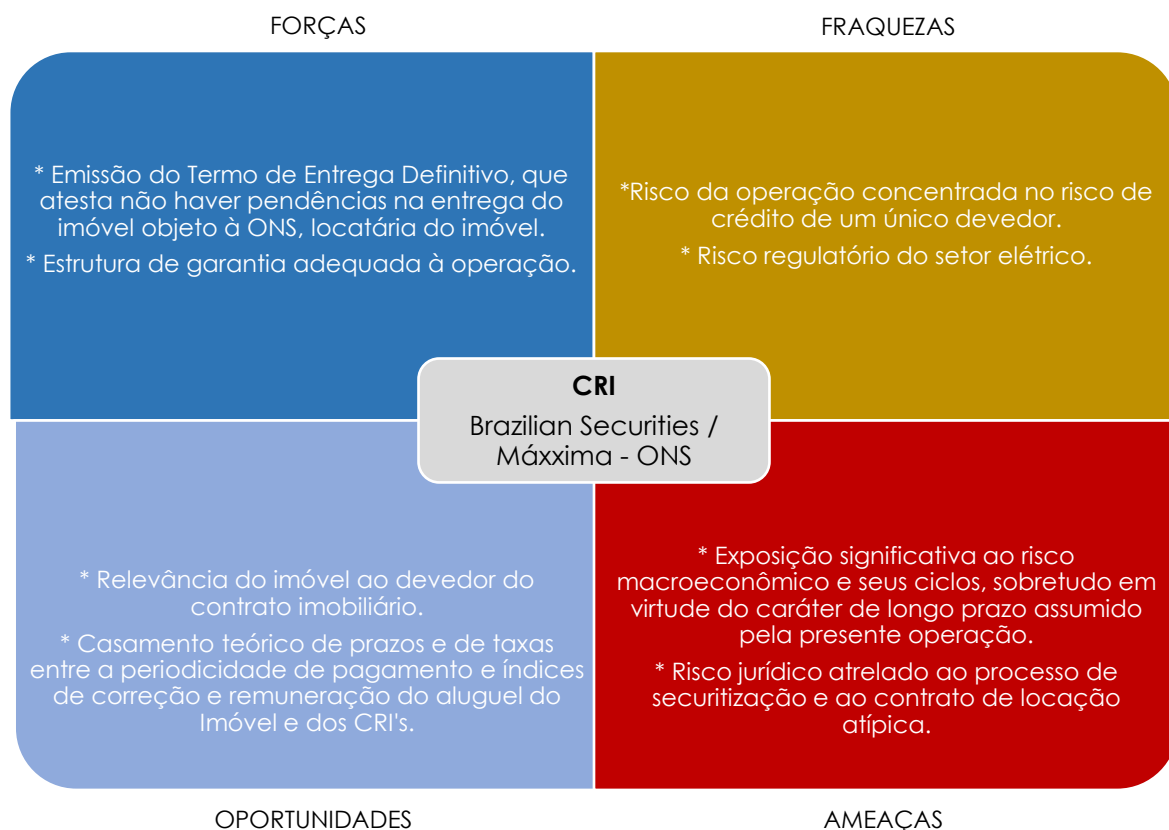 FORÇAS
FRAQUEZAS
* Emissão do Termo de Entrega Definitivo, que
atesta não haver pendências na entrega do
imóvel objeto à ONS, locatária do imóvel.
* Estrutura de garantia adequada à operação.
*Risco da operação concentrada no risco de
crédito de um único devedor.
* Risco regulatório do setor elétrico.
CRI
Brazilian Securities /
Máxxima - ONS
* Relevância do imóvel ao devedor do
contrato imobiliário.
* Casamento teórico de prazos e de taxas
entre a periodicidade de pagamento e índices
de correção e remuneração do aluguel do
Imóvel e dos CRI's.
* Exposição significativa ao risco
macroeconômico e seus ciclos, sobretudo em
virtude do caráter de longo prazo assumido
pela presente operação.
* Risco jurídico atrelado ao processo de
securitização e ao contrato de locação
atípica.
OPORTUNIDADES
AMEAÇAS